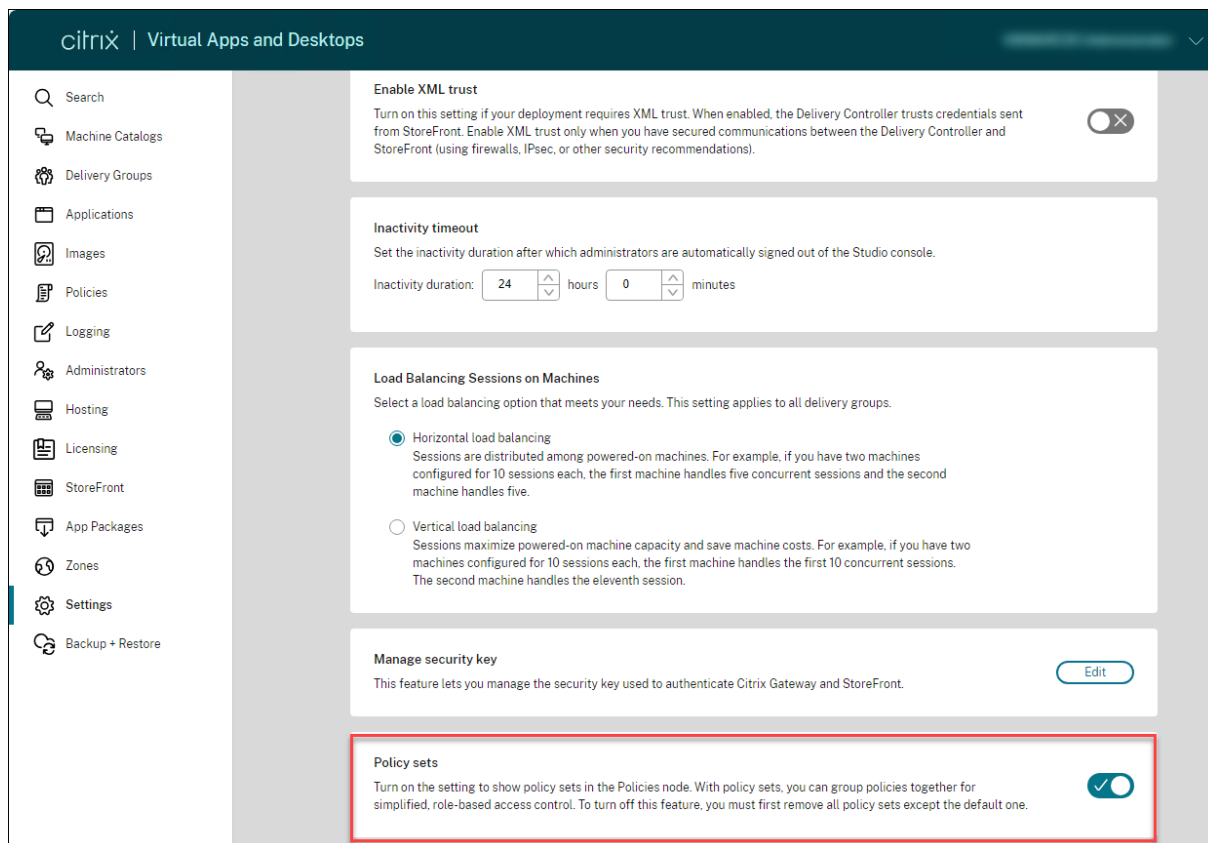 citrix | Virtual Apps and Desktops
Search
Machine Catalogs
Delivery Groups
Applications
Images
Policies
Logging
Administrators
Hosting
Licensing
StoreFront
App Packages
Zones
Settings
Backup + Restore
Enable XML trust
Turn on this setting if your deployment requires XML trust. When enabled, the Delivery Controller trusts credentials sent
from StoreFront. Enable XML trust only when you have secured communications between the Delivery Controller and
StoreFront (using firewalls, IPsec, or other security recommendations).
Inactivity timeout
Set the inactivity duration after which administrators are automatically signed out of the Studio console.
Inactivity duration: 24 hours 0 minutes
Load Balancing Sessions on Machines
Select a load balancing option that meets your needs. This setting applies to all delivery groups.
Horizontal load balancing
Sessions are distributed among powered-on machines. For example, if you have two machines
configured for 10 sessions each, the first machine handles five concurrent sessions and the second
machine handles five.
Vertical load balancing
Sessions maximize powered-on machine capacity and save machine costs. For example, if you have two
machines configured for 10 sessions each, the first machine handles the first 10 concurrent sessions.
The second machine handles the eleventh session.
Manage security key
This feature lets you manage the security key used to authenticate Citrix Gateway and StoreFront.
Edit
Policy sets
Turn on the setting to show policy sets in the Policies node. With policy sets, you can group policies together for
simplified, role-based access control. To turn off this feature, you must first remove all policy sets except the default one.